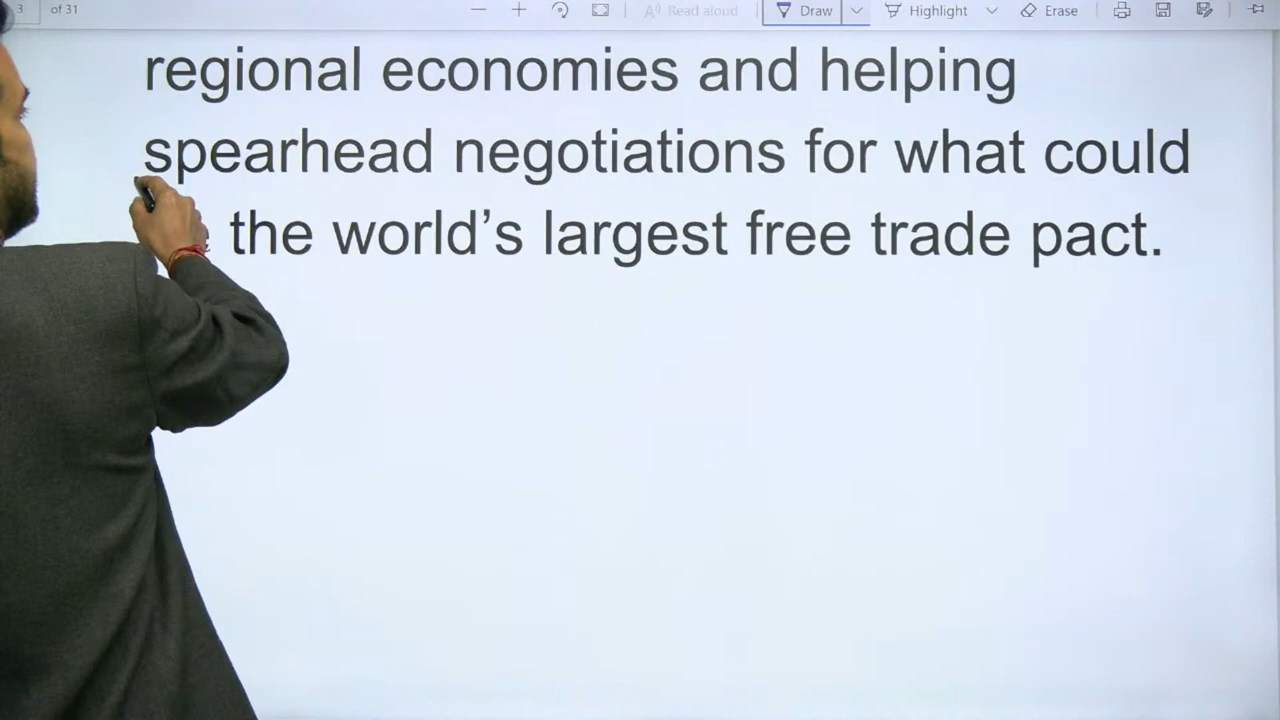 3 of 31 Read aloud Draw Highlight Erase
regional economies and helping
spearhead negotiations for what could
the world’s largest free trade pact.